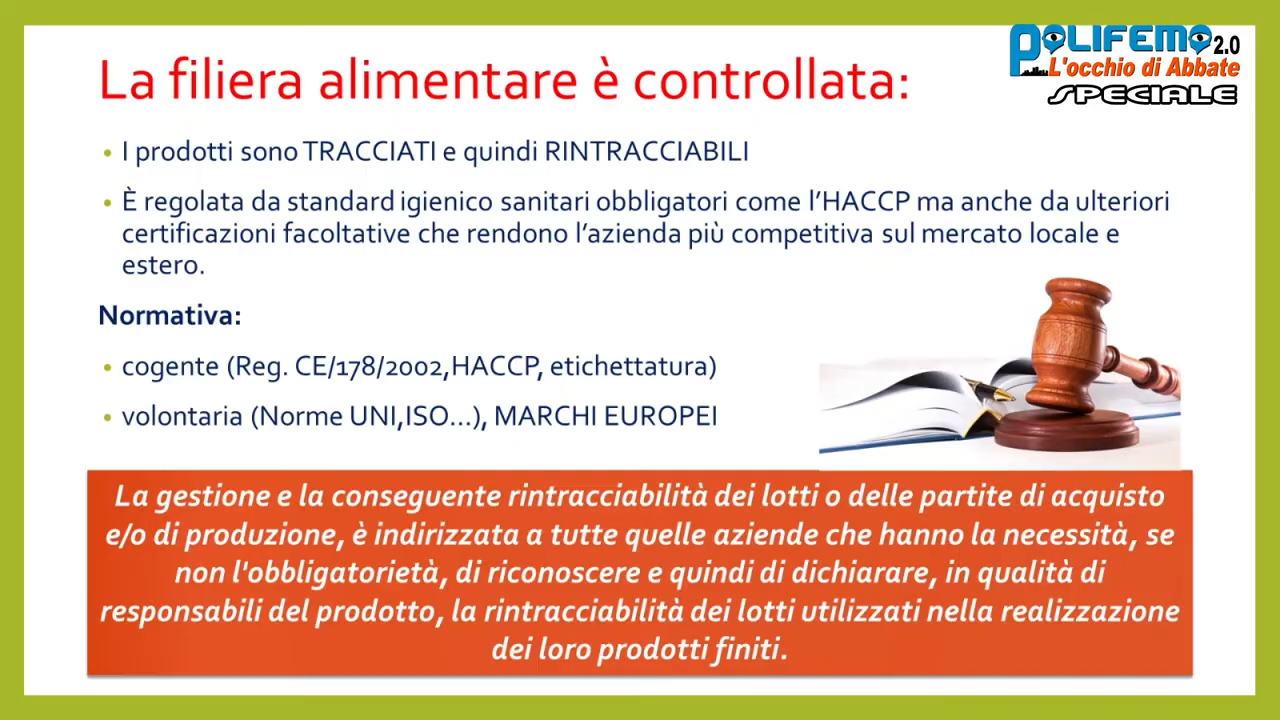 POLIFEMO 2.0
L'occhio di Abbate
SPECIALE
La filiera alimentare è controllata:
• I prodotti sono TRACCIATI e quindi RINTRACCIABILI
• È regolata da standard igienico sanitari obbligatori come l’HACCP ma anche da ulteriori
certificazioni facoltative che rendono l’azienda più competitiva sul mercato locale e
estero.
Normativa:
• cogente (Reg. CE/178/2002,HACCP, etichettatura)
• volontaria (Norme UNI,ISO...), MARCHI EUROPEI
La gestione e la conseguente rintracciabilità dei lotti o delle partite di acquisto
e/o di produzione, è indirizzata a tutte quelle aziende che hanno la necessità, se
non l'obbligatorietà, di riconoscere e quindi di dichiarare, in qualità di
responsabili del prodotto, la rintracciabilità dei lotti utilizzati nella realizzazione
dei loro prodotti finiti.